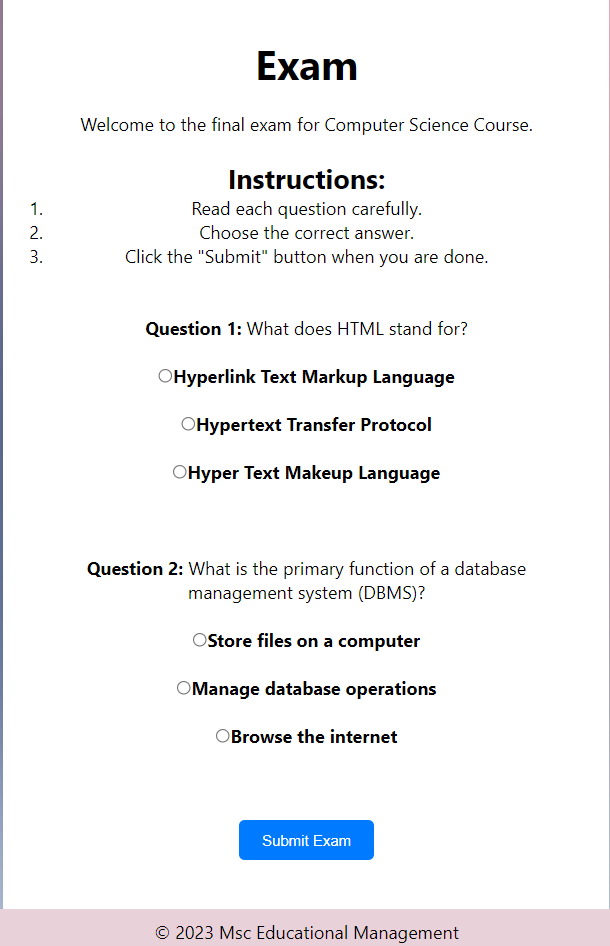 Exam
Welcome to the final exam for Computer Science Course.
Instructions:
1. Read each question carefully.
2. Choose the correct answer.
3. Click the "Submit" button when you are done.
Question 1: What does HTML stand for?
Hyperlink Text Markup Language
Hypertext Transfer Protocol
Hyper Text Makeup Language
Question 2: What is the primary function of a database
management system (DBMS)?
Store files on a computer
Manage database operations
Browse the internet
Submit Exam
© 2023 Msc Educational Management